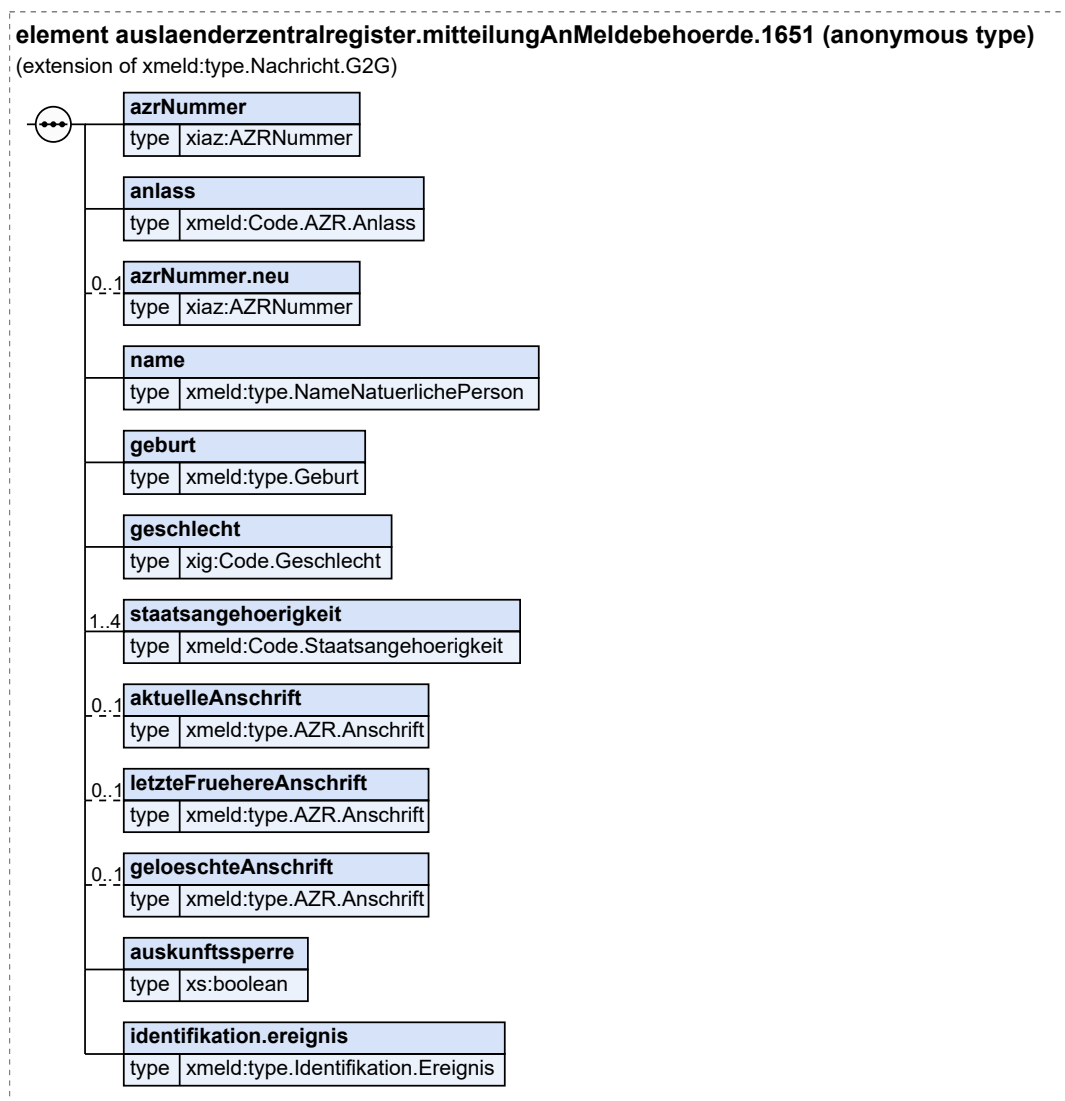 element auslaenderzentralregister.mitteilungAnMeldebehoerde.1651 (anonymous type)
(extension of xmeld:type.Nachricht.G2G)
azrNummer
type xiaz:AZRNummer
anlass
type xmeld:Code.AZR.Anlass
0..1 azrNummer.neu
type xiaz:AZRNummer
name
type xmeld:type.NameNatuerlichePerson
geburt
type xmeld:type.Geburt
geschlecht
type xig:Code.Geschlecht
1..4 staatsangehoerigkeit
type xmeld:Code.Staatsangehoerigkeit
0..1 aktuelleAnschrift
type xmeld:type.AZR.Anschrift
0..1 letzteFruehereAnschrift
type xmeld:type.AZR.Anschrift
0..1 geloeschteAnschrift
type xmeld:type.AZR.Anschrift
auskunftssperre
type xs:boolean
identifikation.ereignis
type xmeld:type.Identifikation.Ereignis